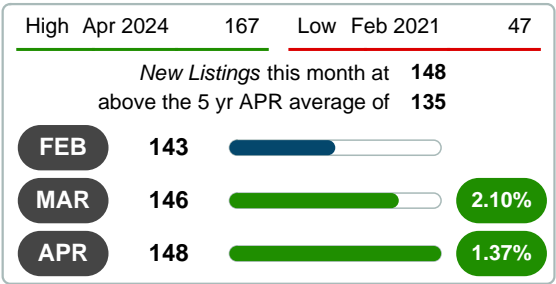 High Apr 2024 167 Low Feb 2021 47
New Listings this month at 148
above the 5 yr APR average of 135
FEB 143
MAR 146 2.10%
APR 148 1.37%